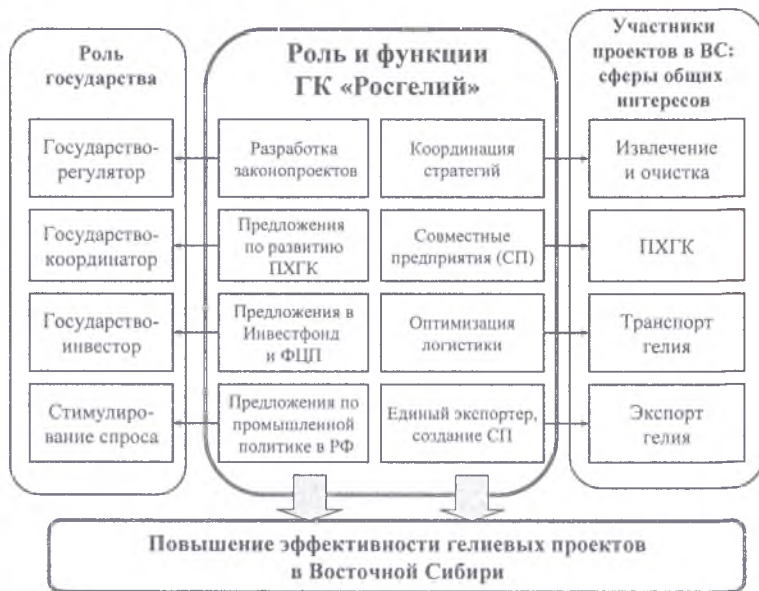 Роль
государства
Государство-
регулятор
Государство-
координатор
Государство-
инвестор
Стимулиро-
вание спроса
Роль и функции
ГК «Росгелий»
Разработка
законопроектов
Координация
стратегий
Предложения
по развитию
ПХГК
Совместные
предприятия (СП)
Предложения в
Инвестфонд
и ФЦП
Оптимизация
логистики
Предложения по
промышленной
политике в РФ
Единый экспортер,
создание СП
Участники
проектов в ВС:
сферы общих
интересов
Извлечение
и очистка
ПХГК
Транспорт
гелия
Экспорт
гелия
Повышение эффективности гелиевых проектов
в Восточной Сибири